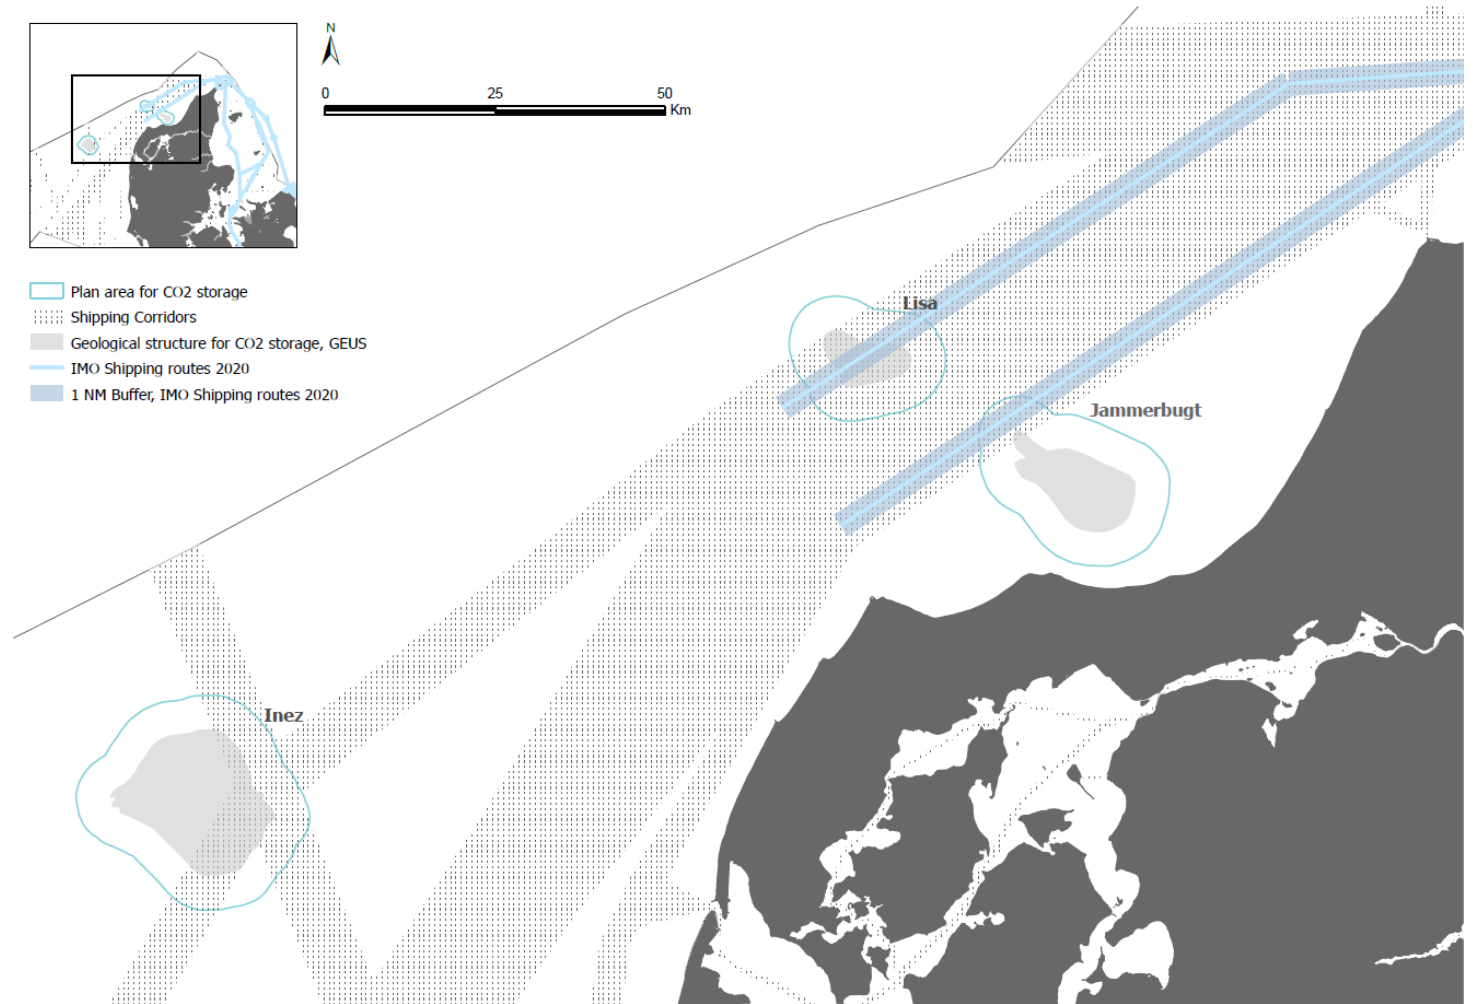 N
0 25 50
Km
Plan area for CO2 storage
Shipping Corridors
Geological structure for CO2 storage, GEUS
IMO Shipping routes 2020
1 NM Buffer, IMO Shipping routes 2020
Lisa
Jammerbugt
Inez